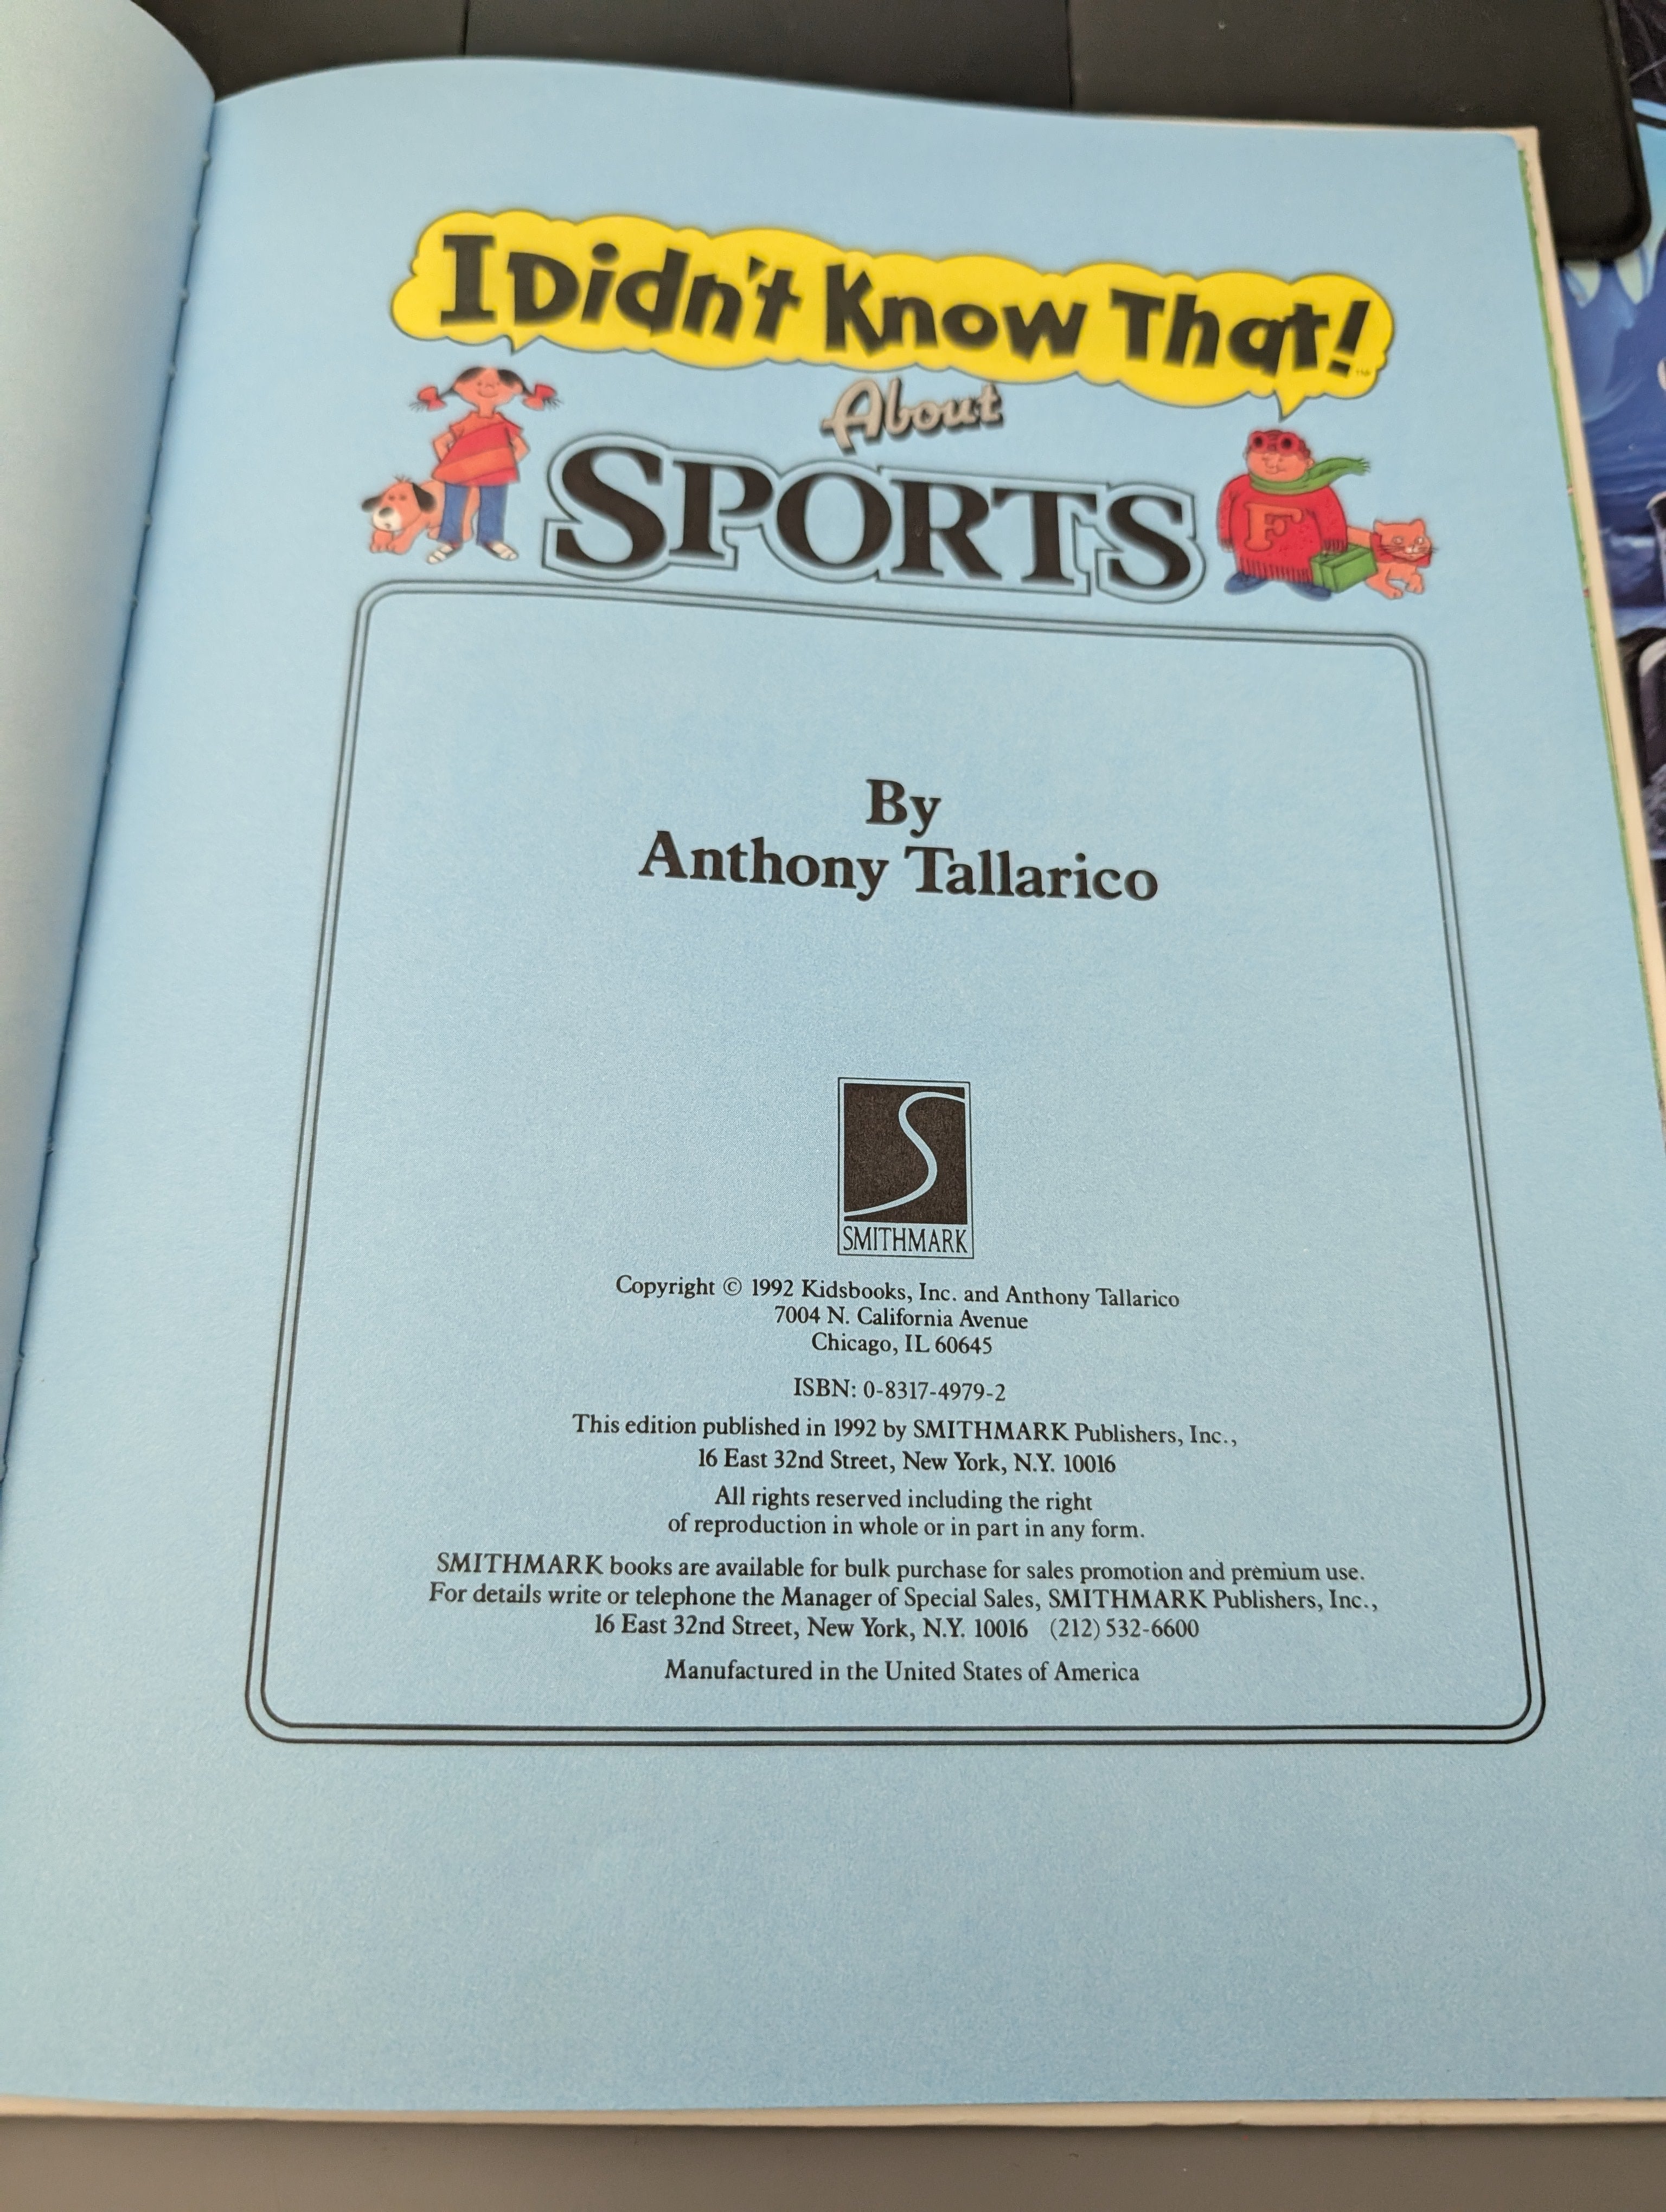 I Didn't Know That!
About
SPORTS
F
By
Anthony Tallarico
SMITHMARK
Copyright © 1992 Kidsbooks, Inc. and Anthony Tallarico
7004 N. California Avenue
Chicago, IL 60645
ISBN: 0-8317-4979-2
This edition published in 1992 by SMITHMARK Publishers, Inc.,
16 East 32nd Street, New York, N.Y. 10016
All rights reserved including the right
of reproduction in whole or in part in any form.
SMITHMARK books are available for bulk purchase for sales promotion and premium use.
For details write or telephone the Manager of Special Sales, SMITHMARK Publishers, Inc.,
16 East 32nd Street, New York, N.Y. 10016 (212) 532-6600
Manufactured in the United States of America